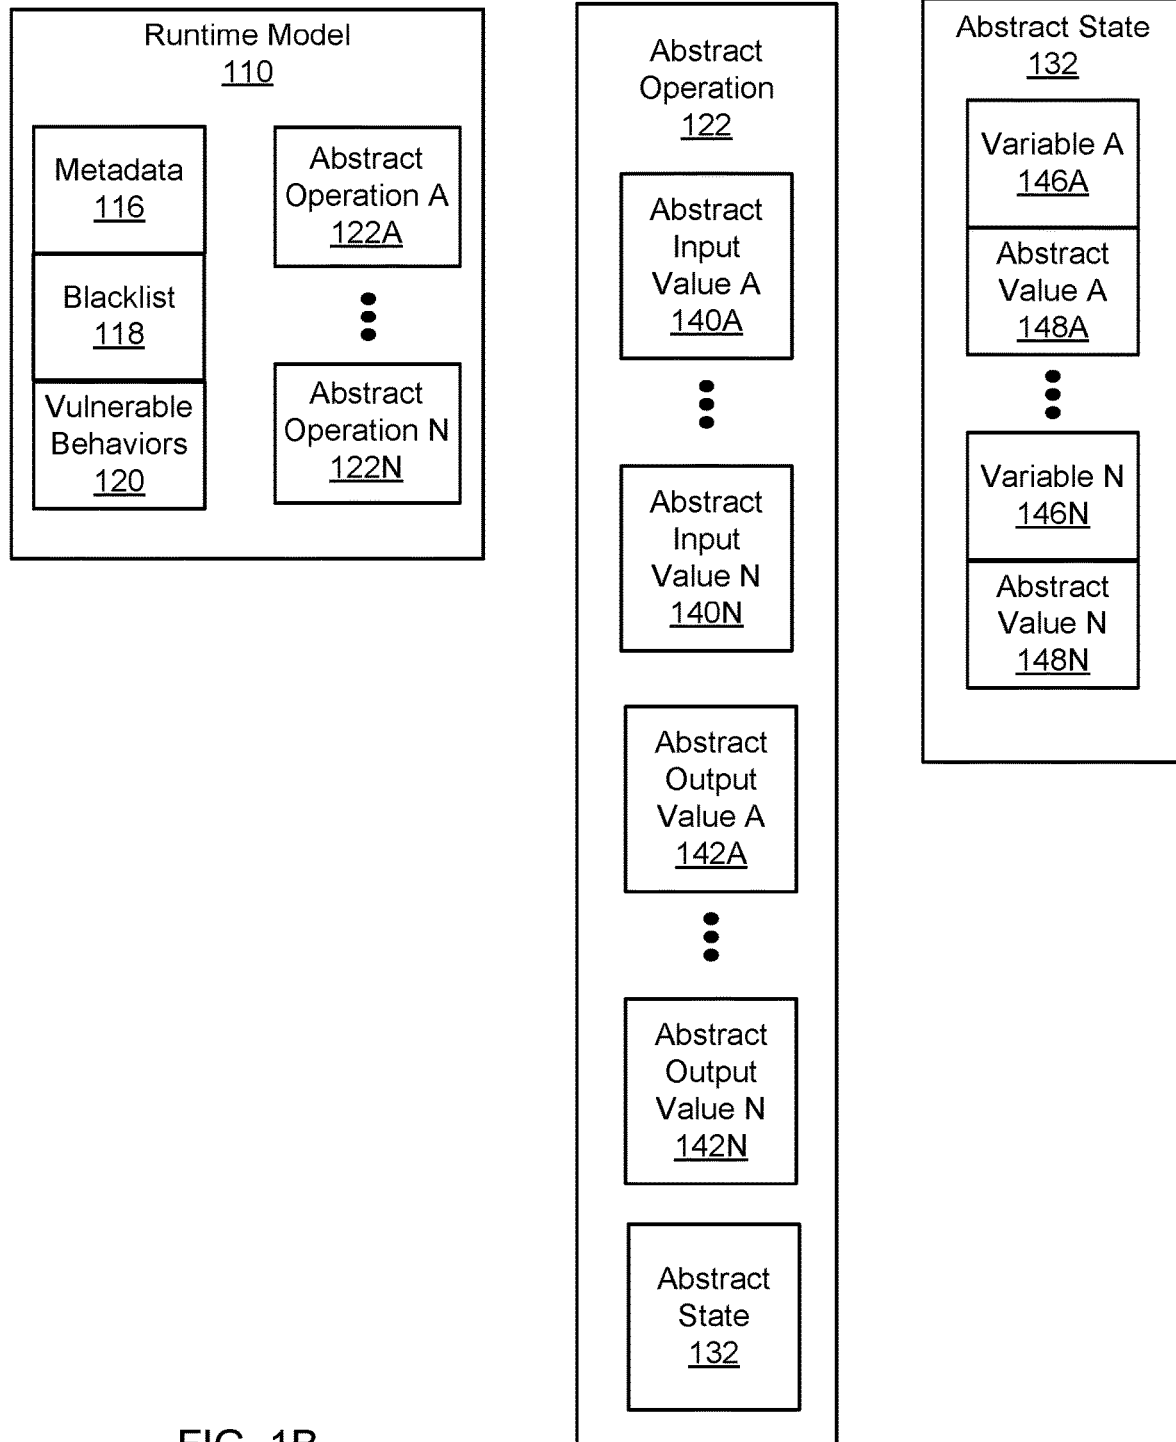 Runtime Model
110
Metadata
116
Blacklist
118
Vulnerable
Behaviors
120
Abstract
Operation A
122A
Abstract
Operation N
122N
Abstract
Operation
122
Abstract
Input
Value A
140A
Abstract
Input
Value N
140N
Abstract
Output
Value A
142A
Abstract
Output
Value N
142N
Abstract
State
132
Abstract State
132
Variable A
146A
Abstract
Value A
148A
Variable N
146N
Abstract
Value N
148N
FIG. 1B